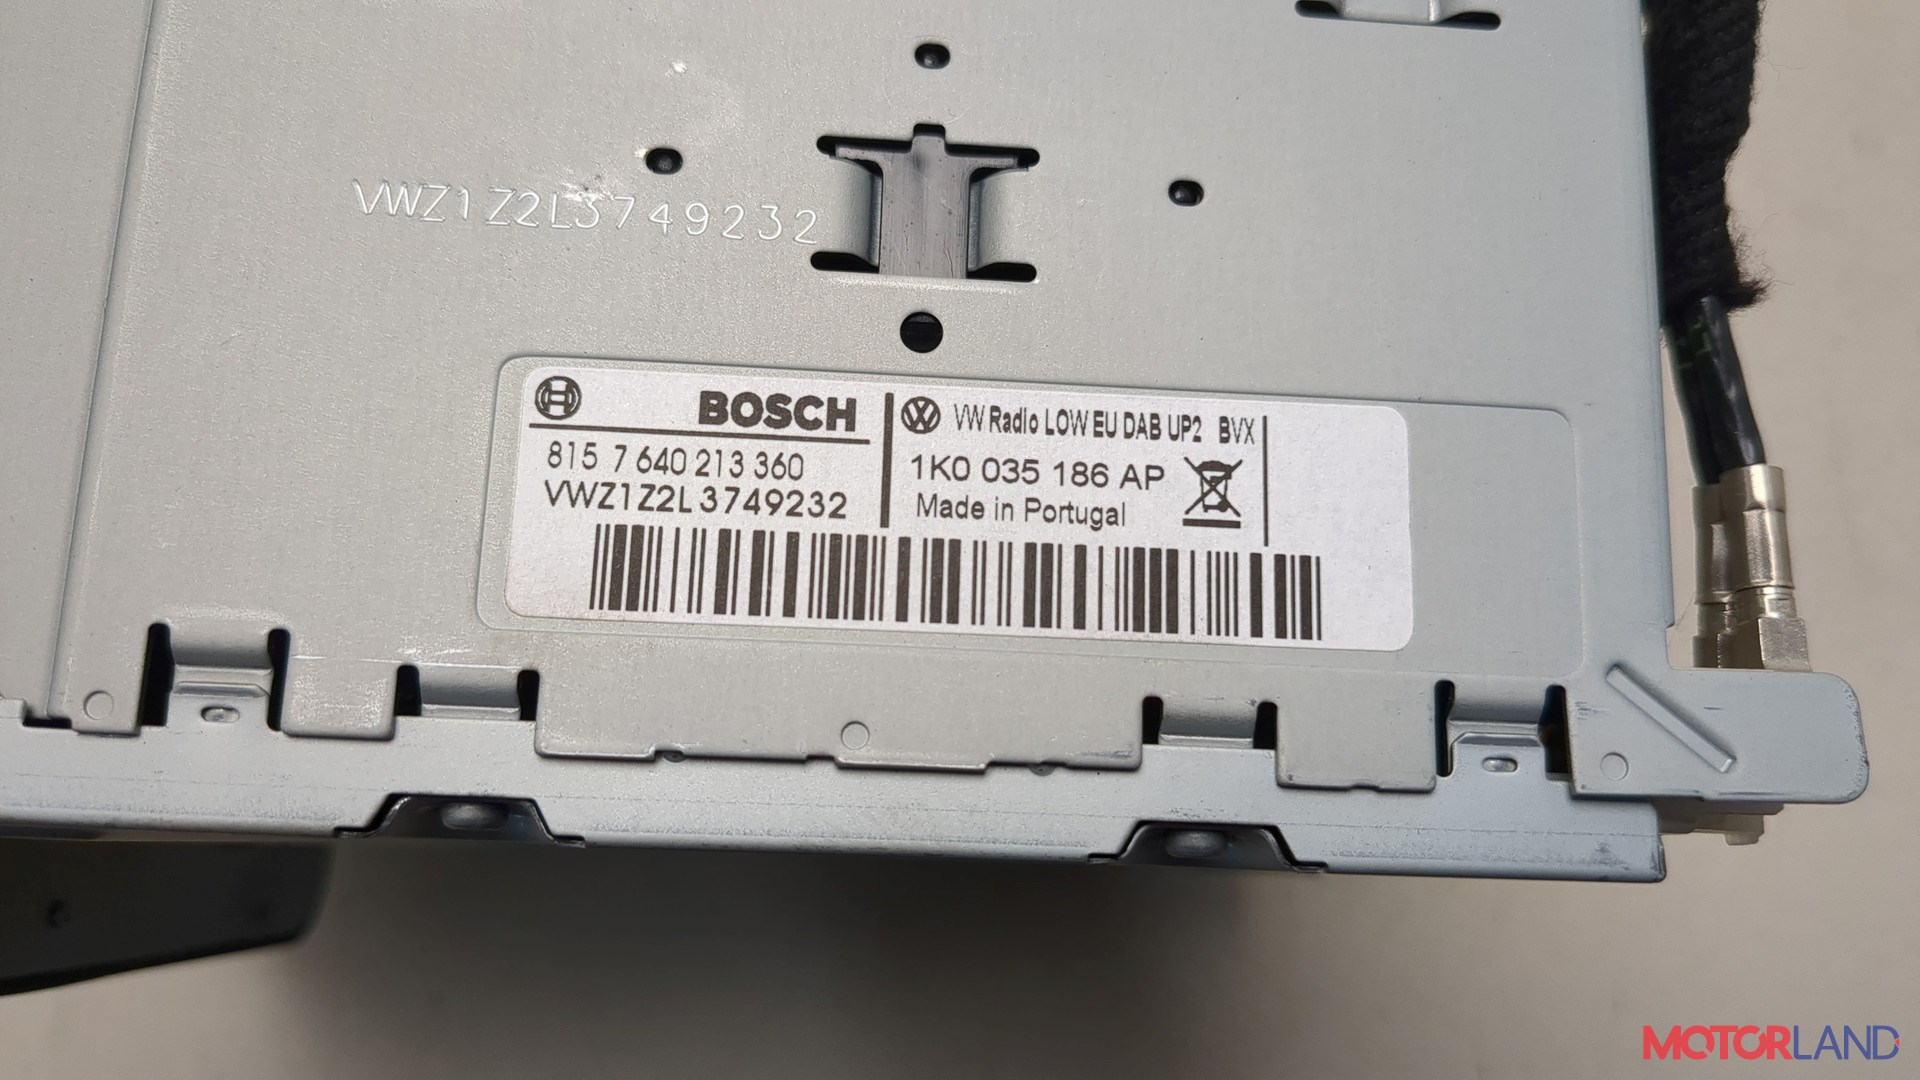 VWZ1Z2L3749232
BOSCH
815 7 640 213 360
VWZ1Z2L3749232
VW Radio LOW EU DAB UP2 BVX
1K0 035 186 AP
Made in Portugal
MOTORLAND